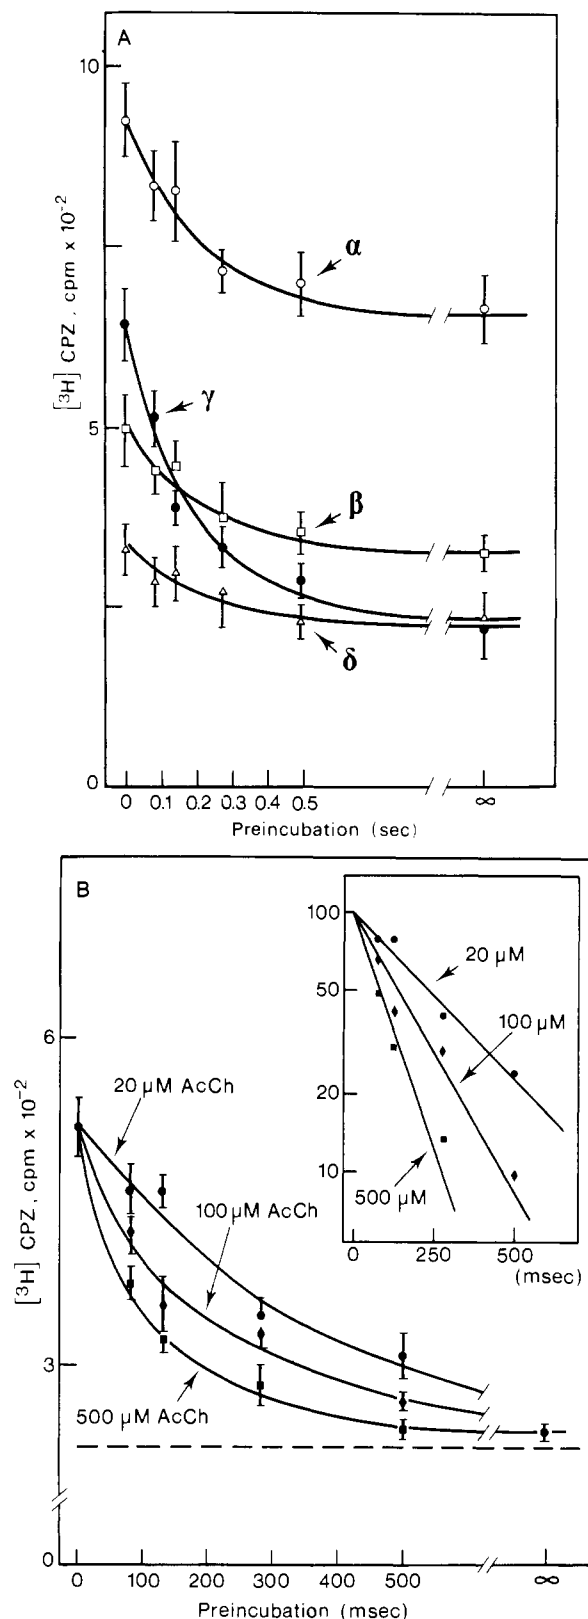 A
10
5
0
[³H] CPZ, cpm x 10⁻²
α
γ
β
δ
0 0.1 0.2 0.3 0.4 0.5 ∞
Preincubation (sec)
B
6
3
0
[³H] CPZ, cpm x 10⁻²
20 µM AcCh
100 µM AcCh
500 µM AcCh
0 100 200 300 400 500 ∞
Preincubation (msec)
100
50
20
10
20 µM
100 µM
500 µM
0 250 500
(msec)